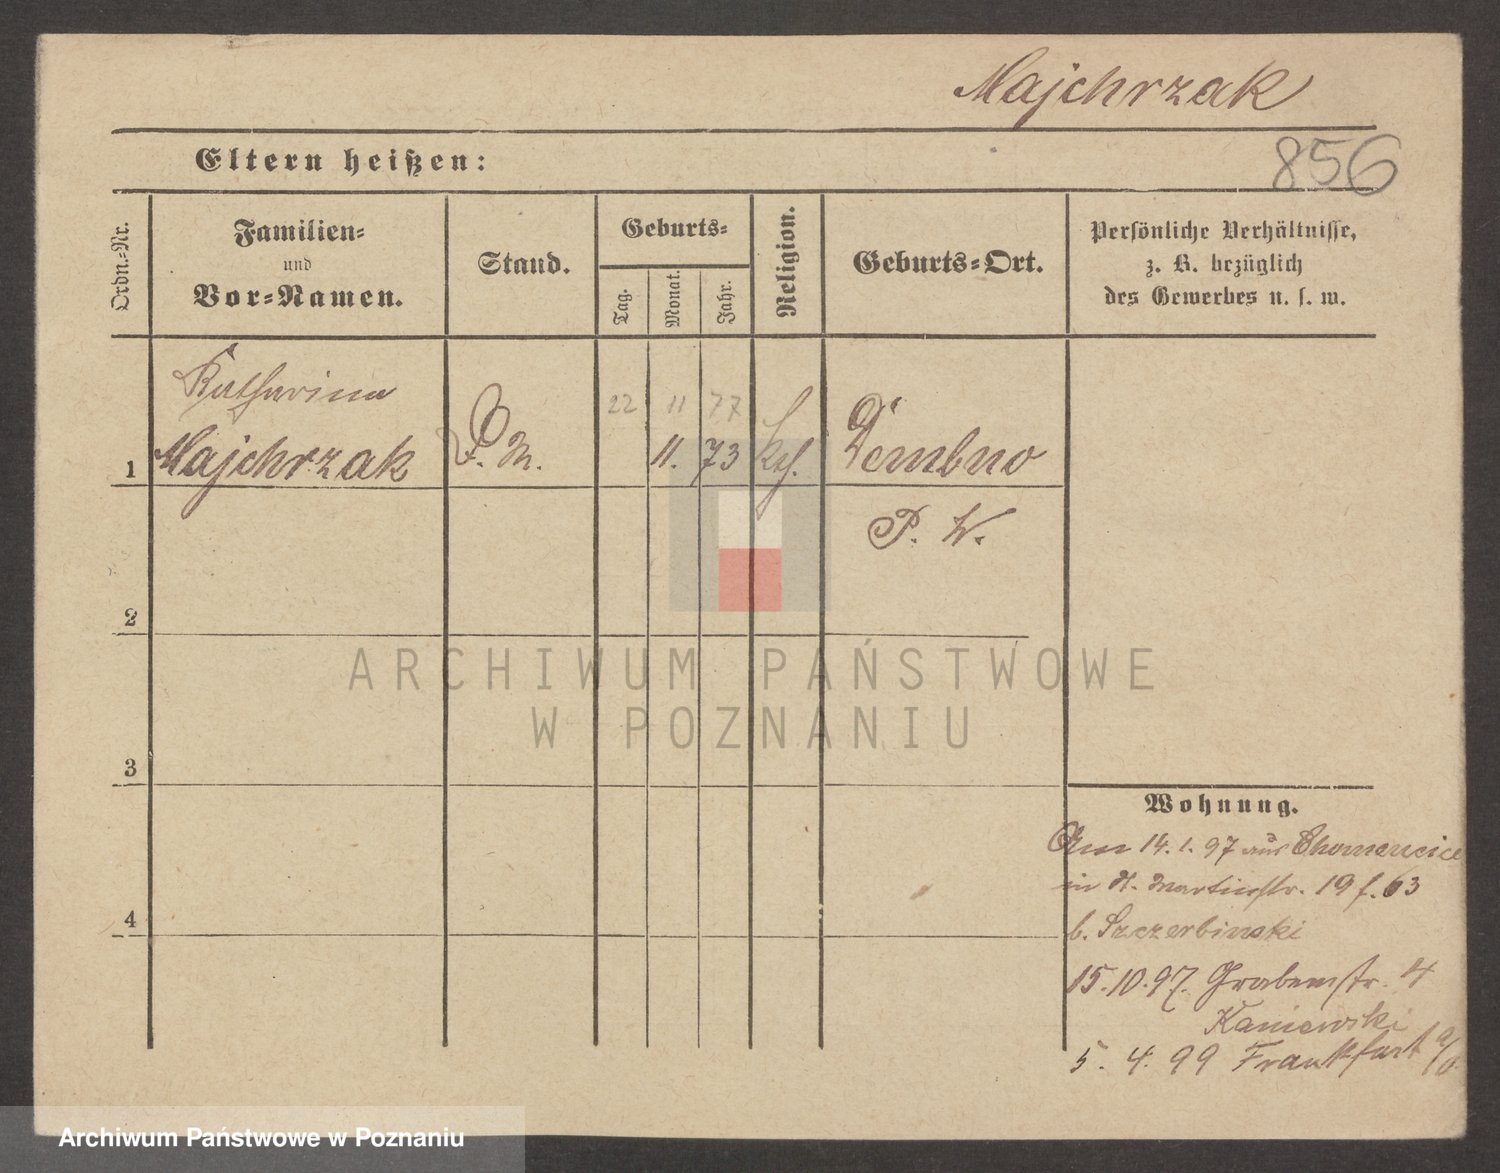 Majchrzak
Eltern heißen:
856
Ordn.-Nr.
Familien-
und
Vor-Namen.
Stand.
Geburts-
Tag.
Monat.
Jahr.
Religion.
Geburts-Ort.
Persönliche Verhältnisse,
z. B. bezüglich
des Gewerbes u. s. w.
Katharina
22 11 77
1 Majchrzak D. M. 11. 73 kth. Dembno
P. W.
2
ARCHIWUM PAŃSTWOWE
W POZNANIU
3
Wohnung.
Am 14. 1. 97 aus Chomencice
in St. Martinstr. 19 f. 63
4
b. Szczerbinski
15. 10. 97. Grabenstr. 4
Kaniewski
5. 4. 99 Frankfurt a/O.
Archiwum Państwowe w Poznaniu